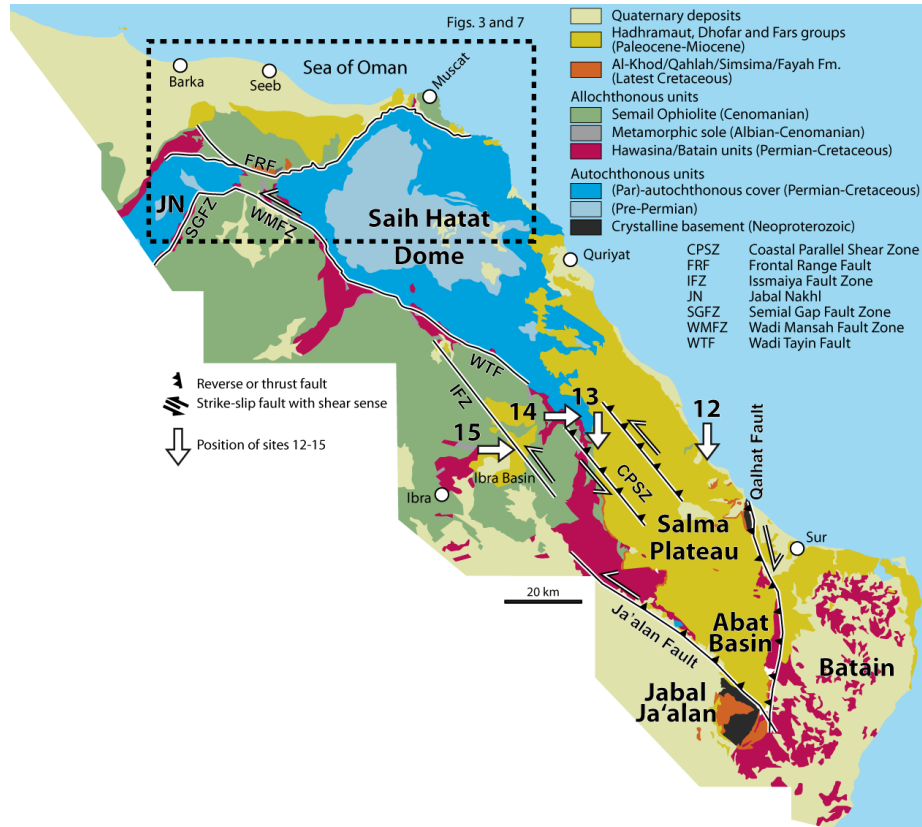 Figs. 3 and 7
Sea of Oman
Barka
Seeb
Muscat
FRF
JN
SGFZ
WMFZ
Saih Hatat
Dome
Quriyat
Quaternary deposits
Hadhramaut, Dhofar and Fars groups
(Paleocene-Miocene)
Al-Khod/Qahlah/Simsima/Fayah Fm.
(Latest Cretaceous)
Allochthonous units
Semail Ophiolite (Cenomanian)
Metamorphic sole (Albian-Cenomanian)
Hawasina/Batain units (Permian-Cretaceous)
Autochthonous units
(Par)-autochthonous cover (Permian-Cretaceous)
(Pre-Permian)
Crystalline basement (Neoproterozoic)
CPSZ Coastal Parallel Shear Zone
FRF Frontal Range Fault
IFZ Issmaiya Fault Zone
JN Jabal Nakhl
SGFZ Semial Gap Fault Zone
WMFZ Wadi Mansah Fault Zone
WTF Wadi Tayin Fault
Reverse or thrust fault
Strike-slip fault with shear sense
Position of sites 12-15
WTF
IFZ
13
14
12
15
CPSZ
Qalhat Fault
Ibra Basin
Ibra
Salma
Plateau
Sur
20 km
Ja'alan Fault
Abat
Basin
Batain
Jabal
Ja‘alan